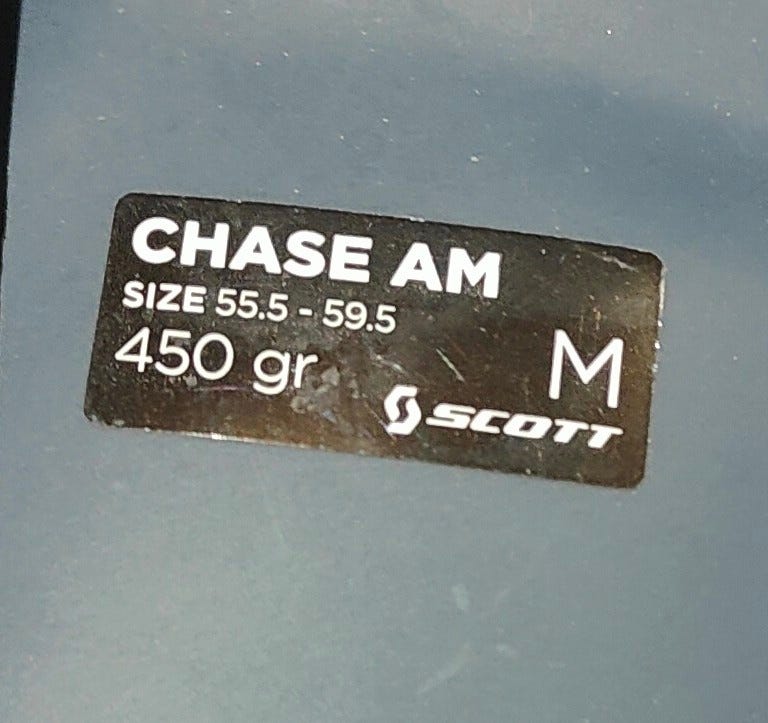 CHASE AM
SIZE 55.5 - 59.5
450 gr
M
SCOTT